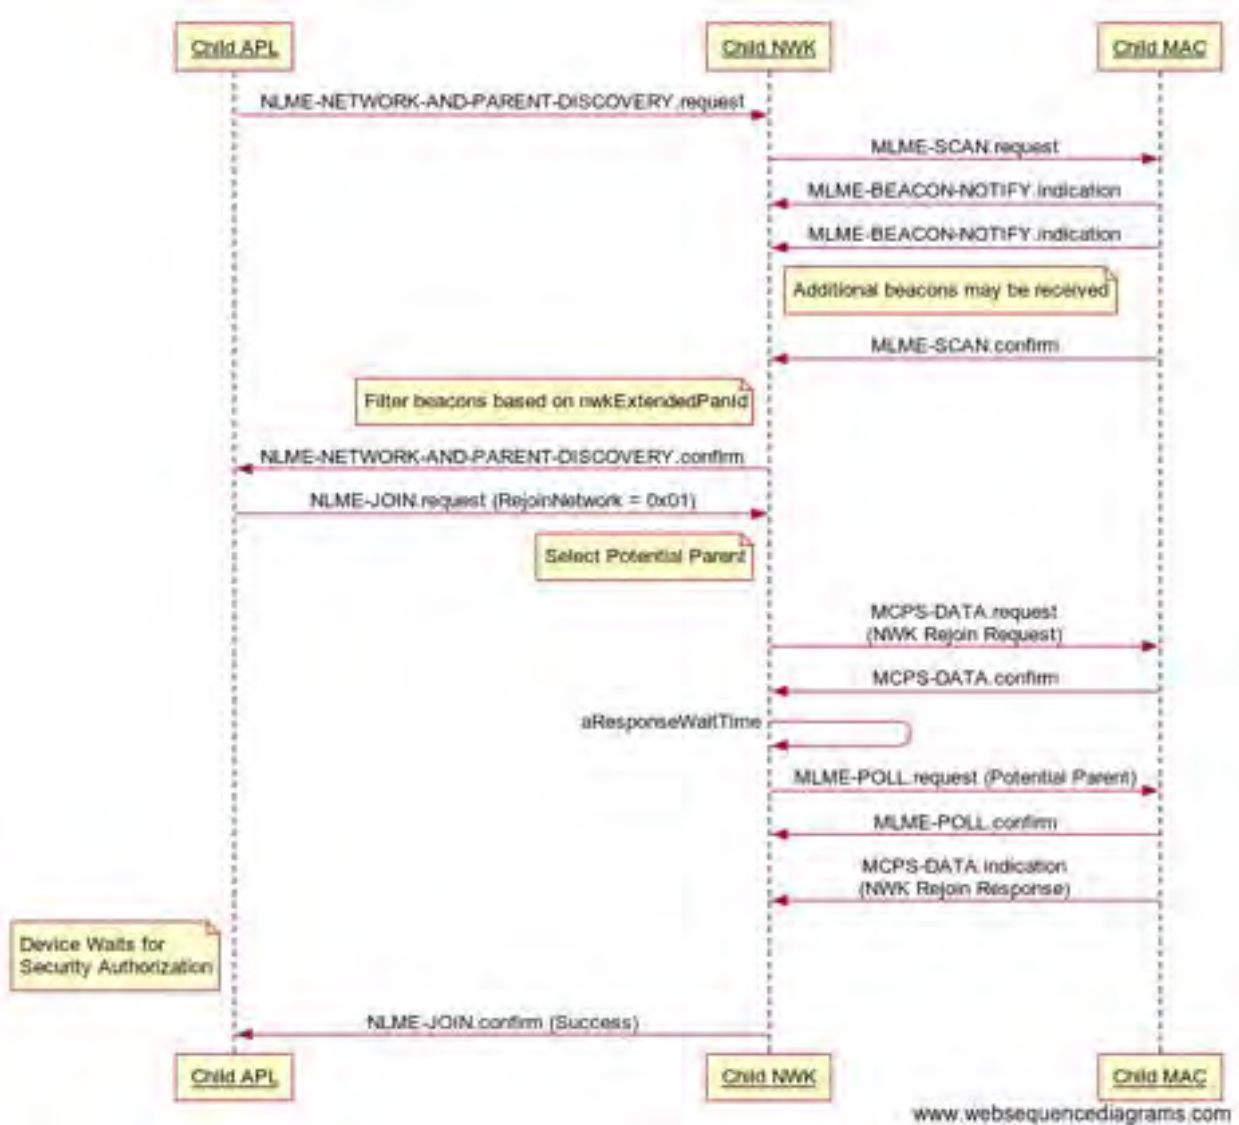 Child APL
Child NWK
Child MAC
NLME-NETWORK-AND-PARENT-DISCOVERY.request
MLME-SCAN.request
MLME-BEACON-NOTIFY.indication
MLME-BEACON-NOTIFY.indication
Additional beacons may be received
MLME-SCAN.confirm
Filter beacons based on nwkExtendedPanId
NLME-NETWORK-AND-PARENT-DISCOVERY.confirm
NLME-JOIN.request (RejoinNetwork = 0x01)
Select Potential Parent
MCPS-DATA.request
(NWK Rejoin Request)
MCPS-DATA.confirm
aResponseWaitTime
MLME-POLL.request (Potential Parent)
MLME-POLL.confirm
MCPS-DATA.indication
(NWK Rejoin Response)
Device Waits for
Security Authorization
NLME-JOIN.confirm (Success)
Child APL
Child NWK
Child MAC
www.websequencediagrams.com